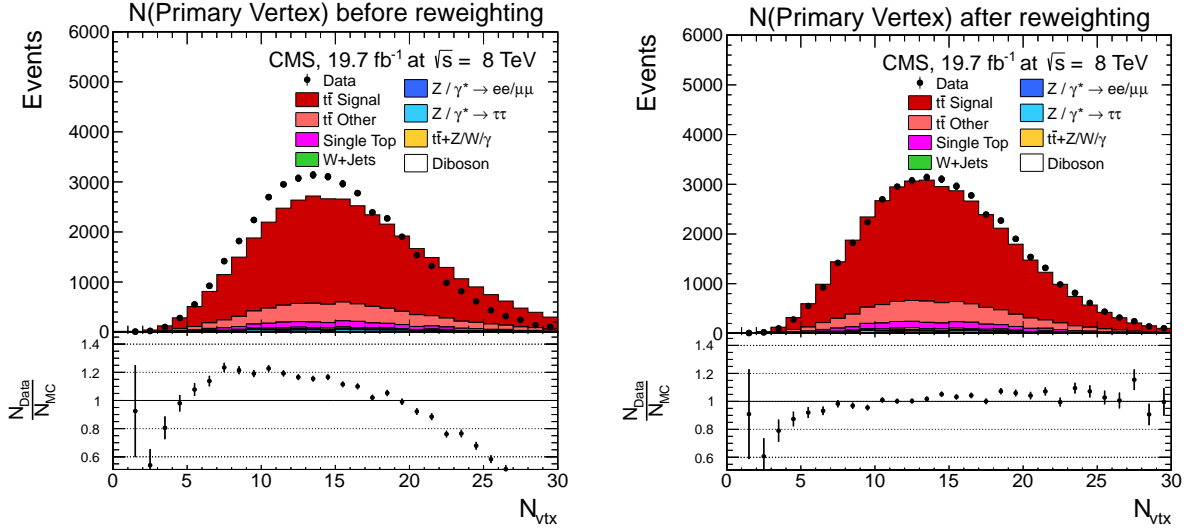 N(Primary Vertex) before reweighting
Events
6000
5000
4000
3000
2000
1000
0
CMS, 19.7 fb⁻¹ at √s = 8 TeV
Data
tt̄ Signal
tt̄ Other
Single Top
W+Jets
Z / γ* → ee/μμ
Z / γ* → ττ
tt̄+Z/W/γ
Diboson
N_Data
N_MC
1.4
1.2
1
0.8
0.6
0 5 10 15 20 25 30
N_vtx
N(Primary Vertex) after reweighting
Events
6000
5000
4000
3000
2000
1000
0
CMS, 19.7 fb⁻¹ at √s = 8 TeV
Data
tt̄ Signal
tt̄ Other
Single Top
W+Jets
Z / γ* → ee/μμ
Z / γ* → ττ
tt̄+Z/W/γ
Diboson
N_Data
N_MC
1.4
1.2
1
0.8
0.6
0 5 10 15 20 25 30
N_vtx